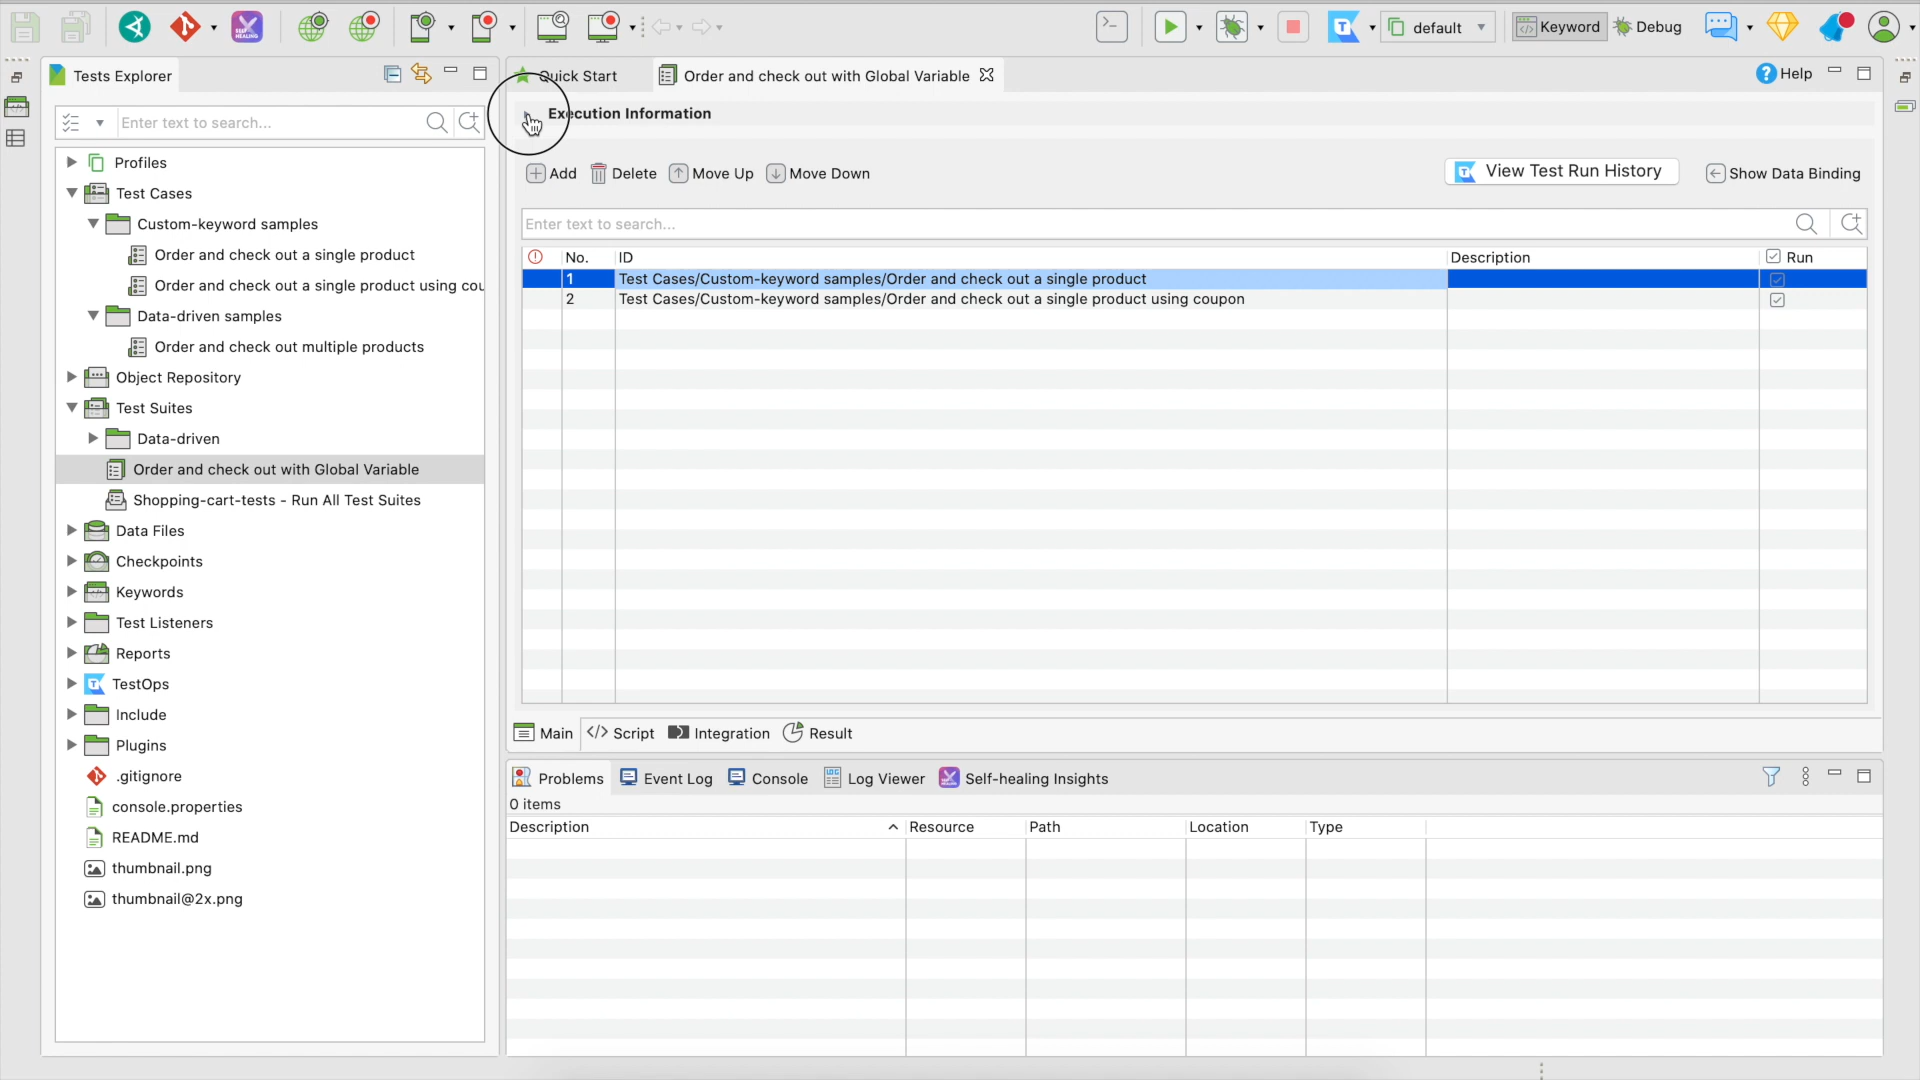 default
Keyword
Debug
Tests Explorer
Quick Start
Order and check out with Global Variable
Help
Enter text to search...
Execution Information
Add
Delete
Move Up
Move Down
View Test Run History
Show Data Binding
Enter text to search...
No.
ID
Description
Run
1
Test Cases/Custom-keyword samples/Order and check out a single product
2
Test Cases/Custom-keyword samples/Order and check out a single product using coupon
Profiles
Test Cases
Custom-keyword samples
Order and check out a single product
Order and check out a single product using cou
Data-driven samples
Order and check out multiple products
Object Repository
Test Suites
Data-driven
Order and check out with Global Variable
Shopping-cart-tests - Run All Test Suites
Data Files
Checkpoints
Keywords
Test Listeners
Reports
TestOps
Include
Plugins
.gitignore
console.properties
README.md
thumbnail.png
thumbnail@2x.png
Main
Script
Integration
Result
Problems
Event Log
Console
Log Viewer
Self-healing Insights
0 items
Description
Resource
Path
Location
Type